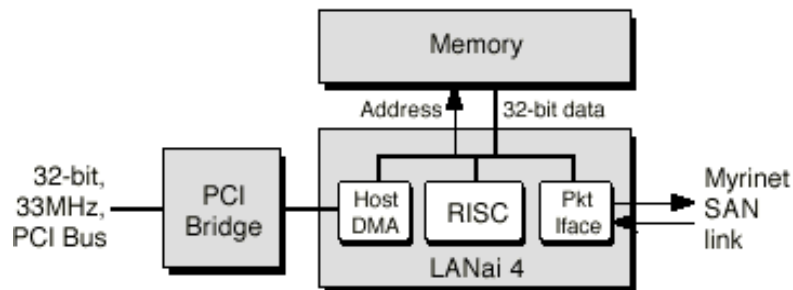 Memory
Address
32-bit data
32-bit,
33MHz,
PCI Bus
PCI
Bridge
Host
DMA
RISC
Pkt
Iface
LANai 4
Myrinet
SAN
link